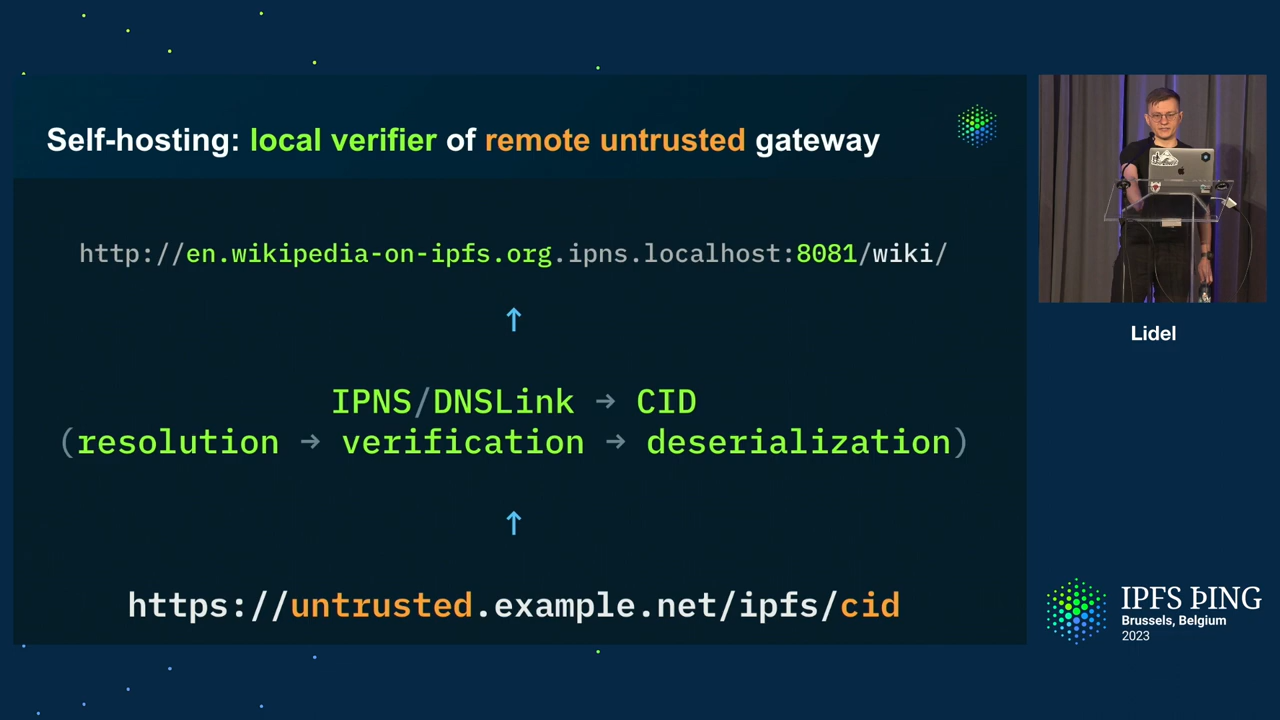 Self-hosting: local verifier of remote untrusted gateway
http://en.wikipedia-on-ipfs.org.ipns.localhost:8081/wiki/
↑
IPNS/DNSLink → CID
(resolution → verification → deserialization)
↑
https://untrusted.example.net/ipfs/cid
Lidel
IPFS ÞING
Brussels, Belgium
2023